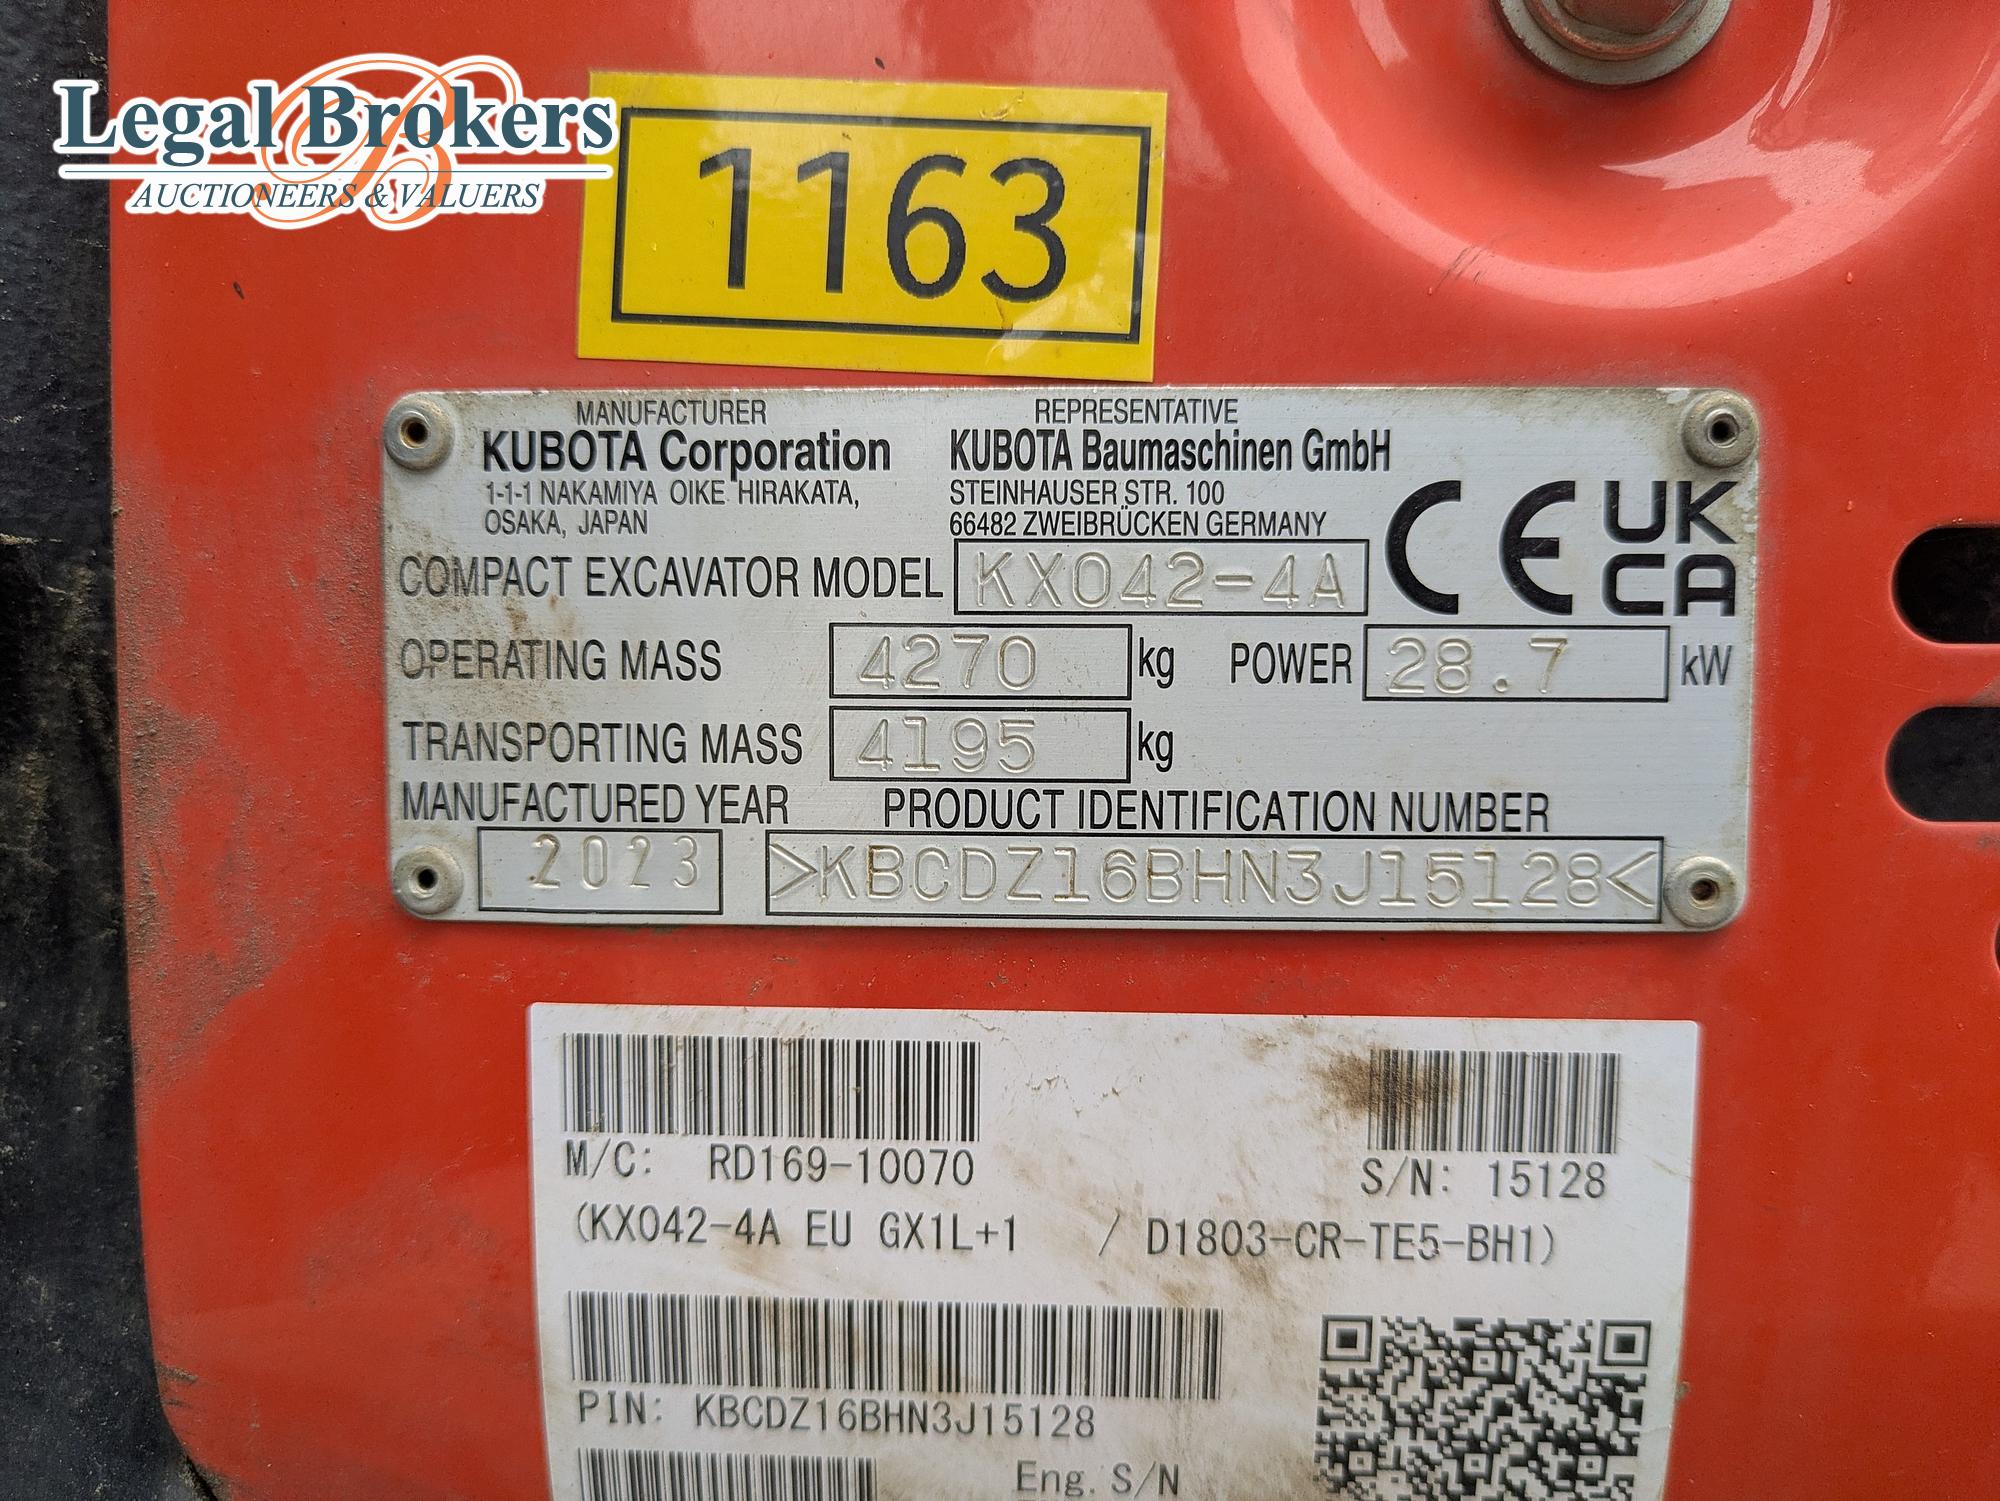 Legal Brokers
AUCTIONEERS & VALUERS
1163
MANUFACTURER
KUBOTA Corporation
1-1-1 NAKAMIYA OIKE HIRAKATA,
OSAKA, JAPAN
REPRESENTATIVE
KUBOTA Baumaschinen GmbH
STEINHAUSER STR. 100
66482 ZWEIBRÜCKEN GERMANY
CE
UK
CA
COMPACT EXCAVATOR MODEL KX042-4A
OPERATING MASS 4270 kg POWER 28.7 kW
TRANSPORTING MASS 4195 kg
MANUFACTURED YEAR
2023
PRODUCT IDENTIFICATION NUMBER
>KBCDZ16BHN3J15128<
M/C: RD169-10070
S/N: 15128
(KX042-4A EU GX1L+1 / D1803-CR-TE5-BH1)
PIN: KBCDZ16BHN3J15128
Eng. S/N